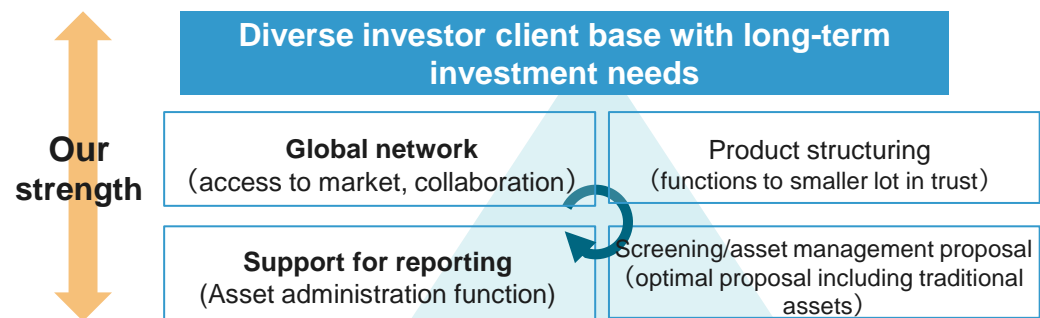 Diverse investor client base with long-term
investment needs
Our
strength
Global network
（access to market, collaboration）
Product structuring
（functions to smaller lot in trust）
Support for reporting
(Asset administration function)
Screening/asset management proposal
（optimal proposal including traditional
assets）